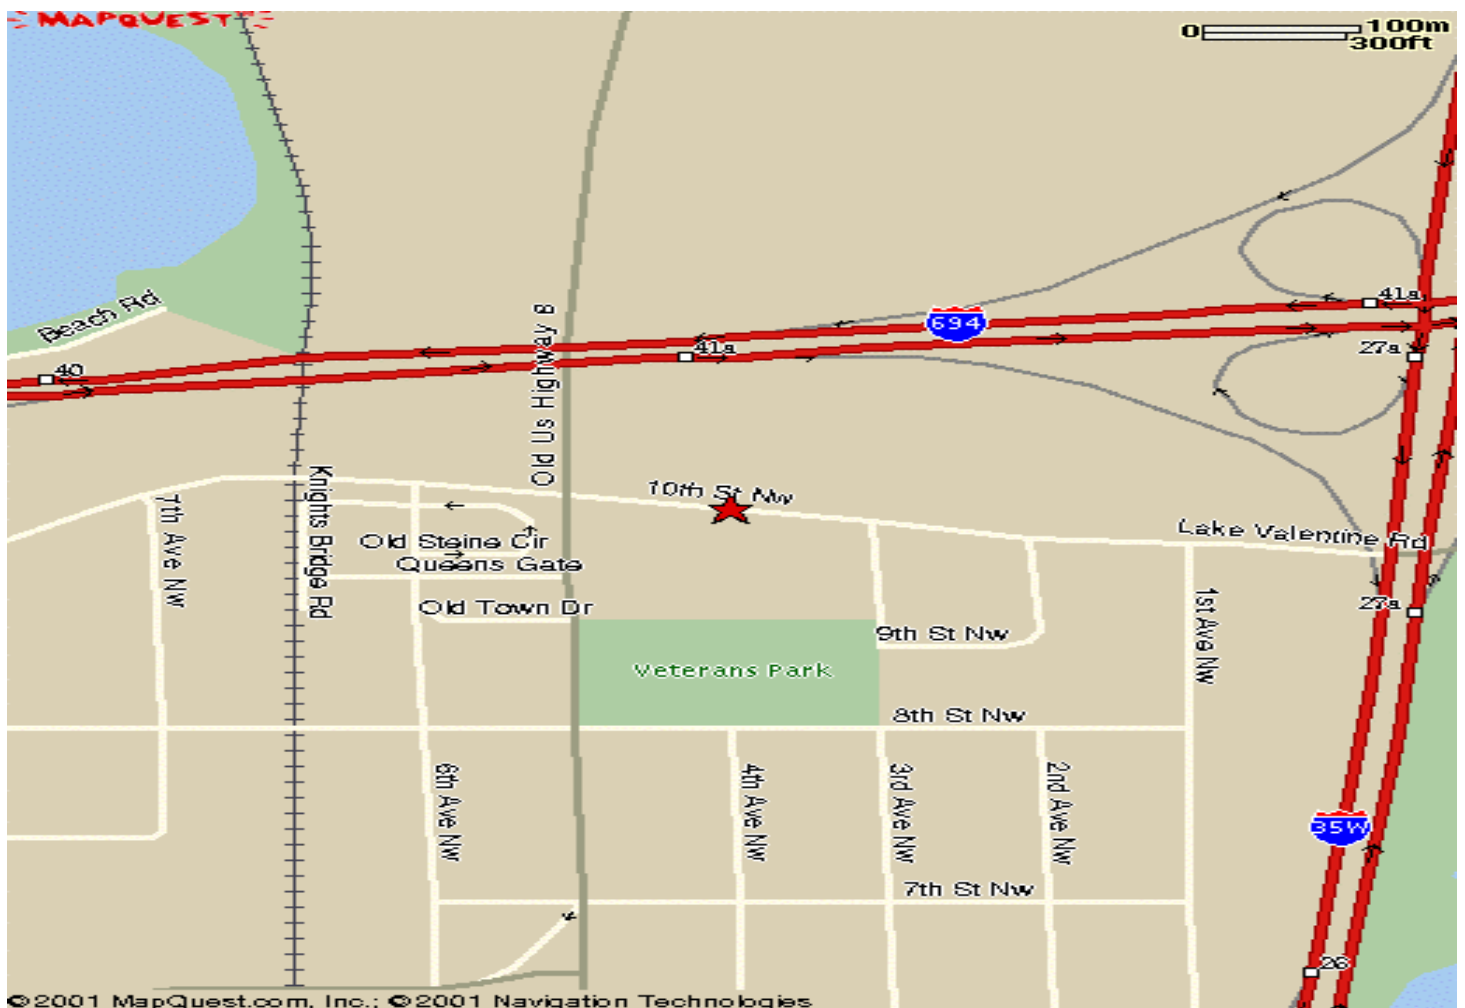 MAPQUEST
0 100m
300ft
Beach Rd
694
41a
41a
27a
40
Old Us Highway 8
10th St Nw
Knights Bridge Rd
7th Ave NW
Old Steine Cir
Queens Gate
Old Town Dr
Lake Valentine Rd
27a
1st Ave NW
9th St Nw
Veterans Park
8th St Nw
6th Ave NW
4th Ave NW
3rd Ave NW
2nd Ave NW
35W
7th St Nw
26
©2001 MapQuest.com, Inc.; ©2001 Navigation Technologies